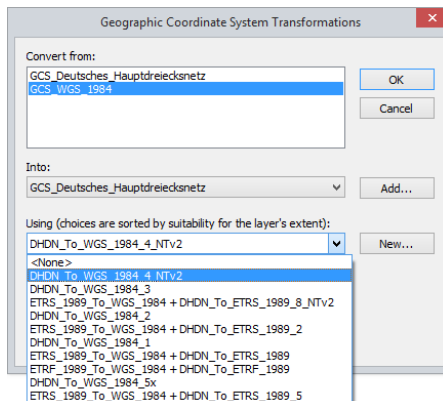 Geographic Coordinate System Transformations
Convert from:
GCS_Deutsches_Hauptdreiecksnetz
GCS_WGS_1984
OK
Cancel
Into:
GCS_Deutsches_Hauptdreiecksnetz
Add...
Using (choices are sorted by suitability for the layer's extent):
DHDN_To_WGS_1984_4_NTv2
New...
<None>
DHDN_To_WGS_1984_4_NTv2
DHDN_To_WGS_1984_3
ETRS_1989_To_WGS_1984 + DHDN_To_ETRS_1989_8_NTv2
DHDN_To_WGS_1984_2
ETRS_1989_To_WGS_1984 + DHDN_To_ETRS_1989_2
DHDN_To_WGS_1984_1
ETRS_1989_To_WGS_1984 + DHDN_To_ETRS_1989
ETRF_1989_To_WGS_1984 + DHDN_To_ETRF_1989
DHDN_To_WGS_1984_5x
ETRS_1989_To_WGS_1984 + DHDN_To_ETRS_1989_5